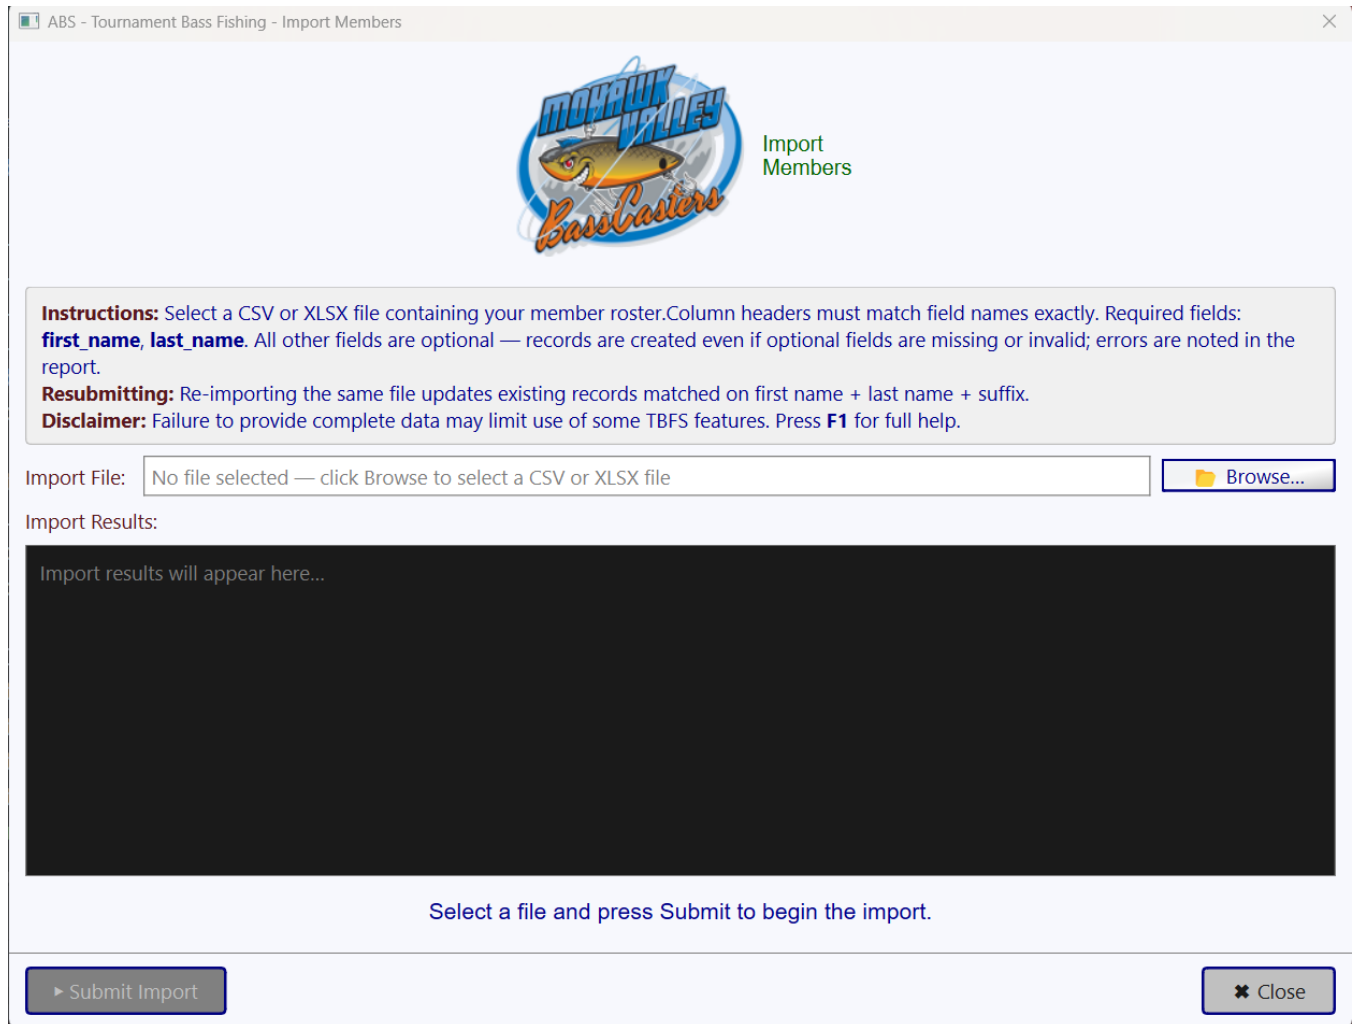 ABS - Tournament Bass Fishing - Import Members
MOHAWK
VALLEY
BassCasters
Import
Members
Instructions: Select a CSV or XLSX file containing your member roster.Column headers must match field names exactly. Required fields:
first_name, last_name. All other fields are optional — records are created even if optional fields are missing or invalid; errors are noted in the
report.
Resubmitting: Re-importing the same file updates existing records matched on first name + last name + suffix.
Disclaimer: Failure to provide complete data may limit use of some TBFS features. Press F1 for full help.
Import File: No file selected — click Browse to select a CSV or XLSX file Browse...
Import Results:
Import results will appear here...
Select a file and press Submit to begin the import.
Submit Import
Close